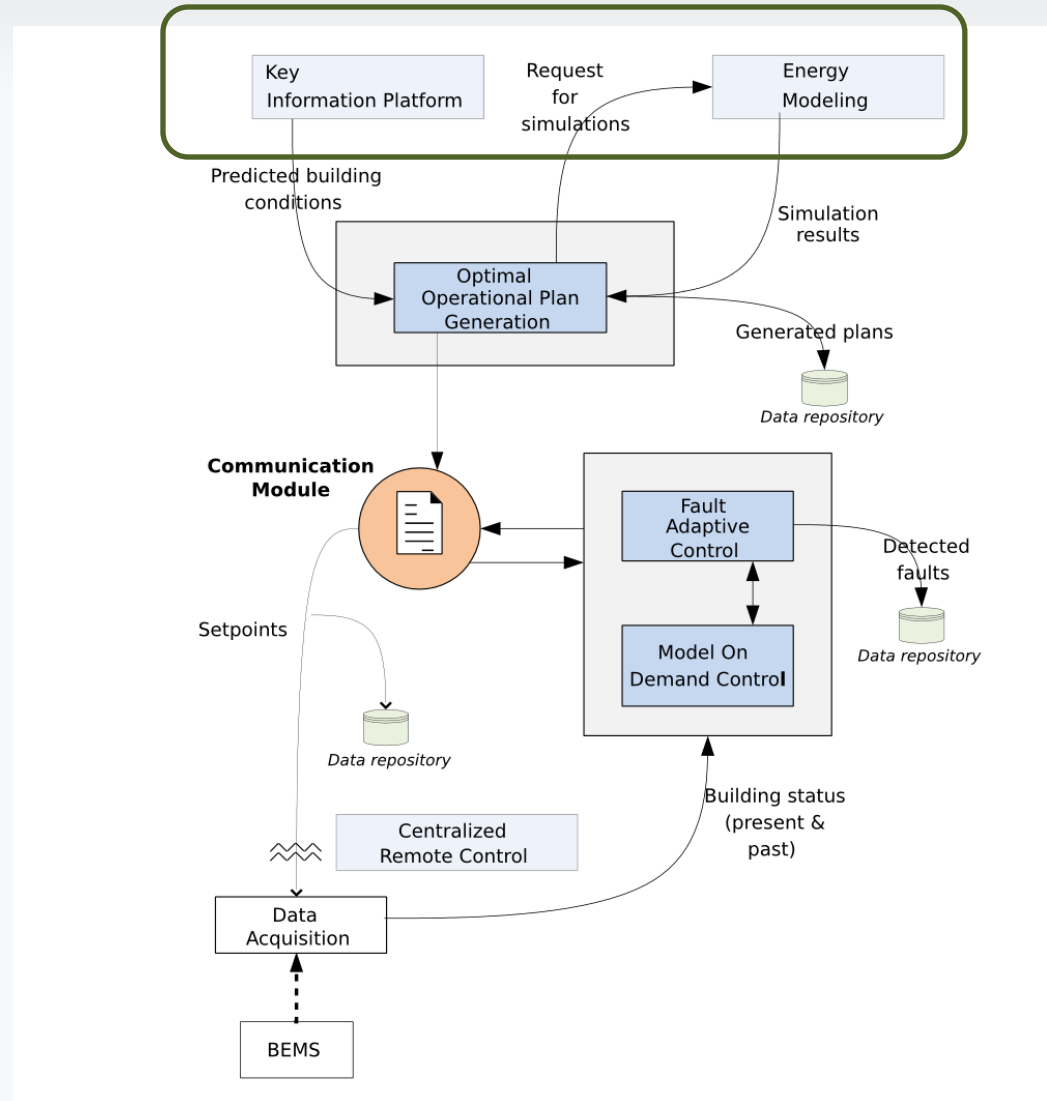 Key
Information Platform
Request
for
simulations
Energy
Modeling
Predicted building
conditions
Simulation
results
Optimal
Operational Plan
Generation
Generated plans
Data repository
Communication
Module
Fault
Adaptive
Control
Detected
faults
Data repository
Setpoints
Model On
Demand Control
Data repository
Building status
(present &
past)
Centralized
Remote Control
Data
Acquisition
BEMS